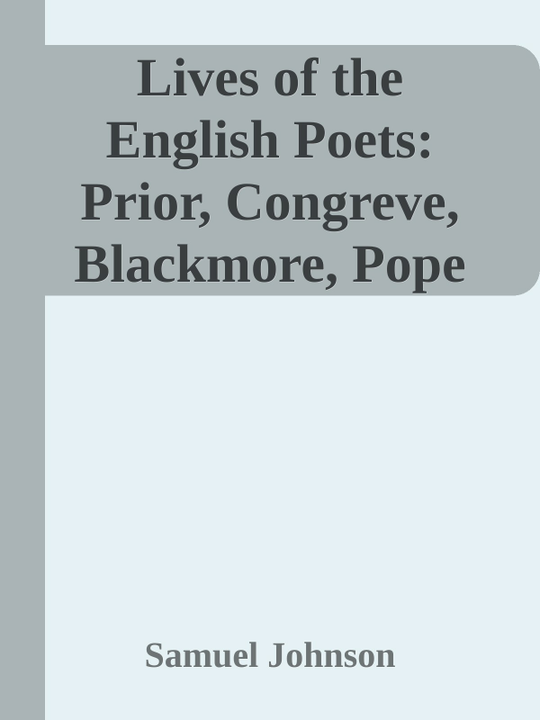 Lives of the
English Poets:
Prior, Congreve,
Blackmore, Pope
Samuel Johnson